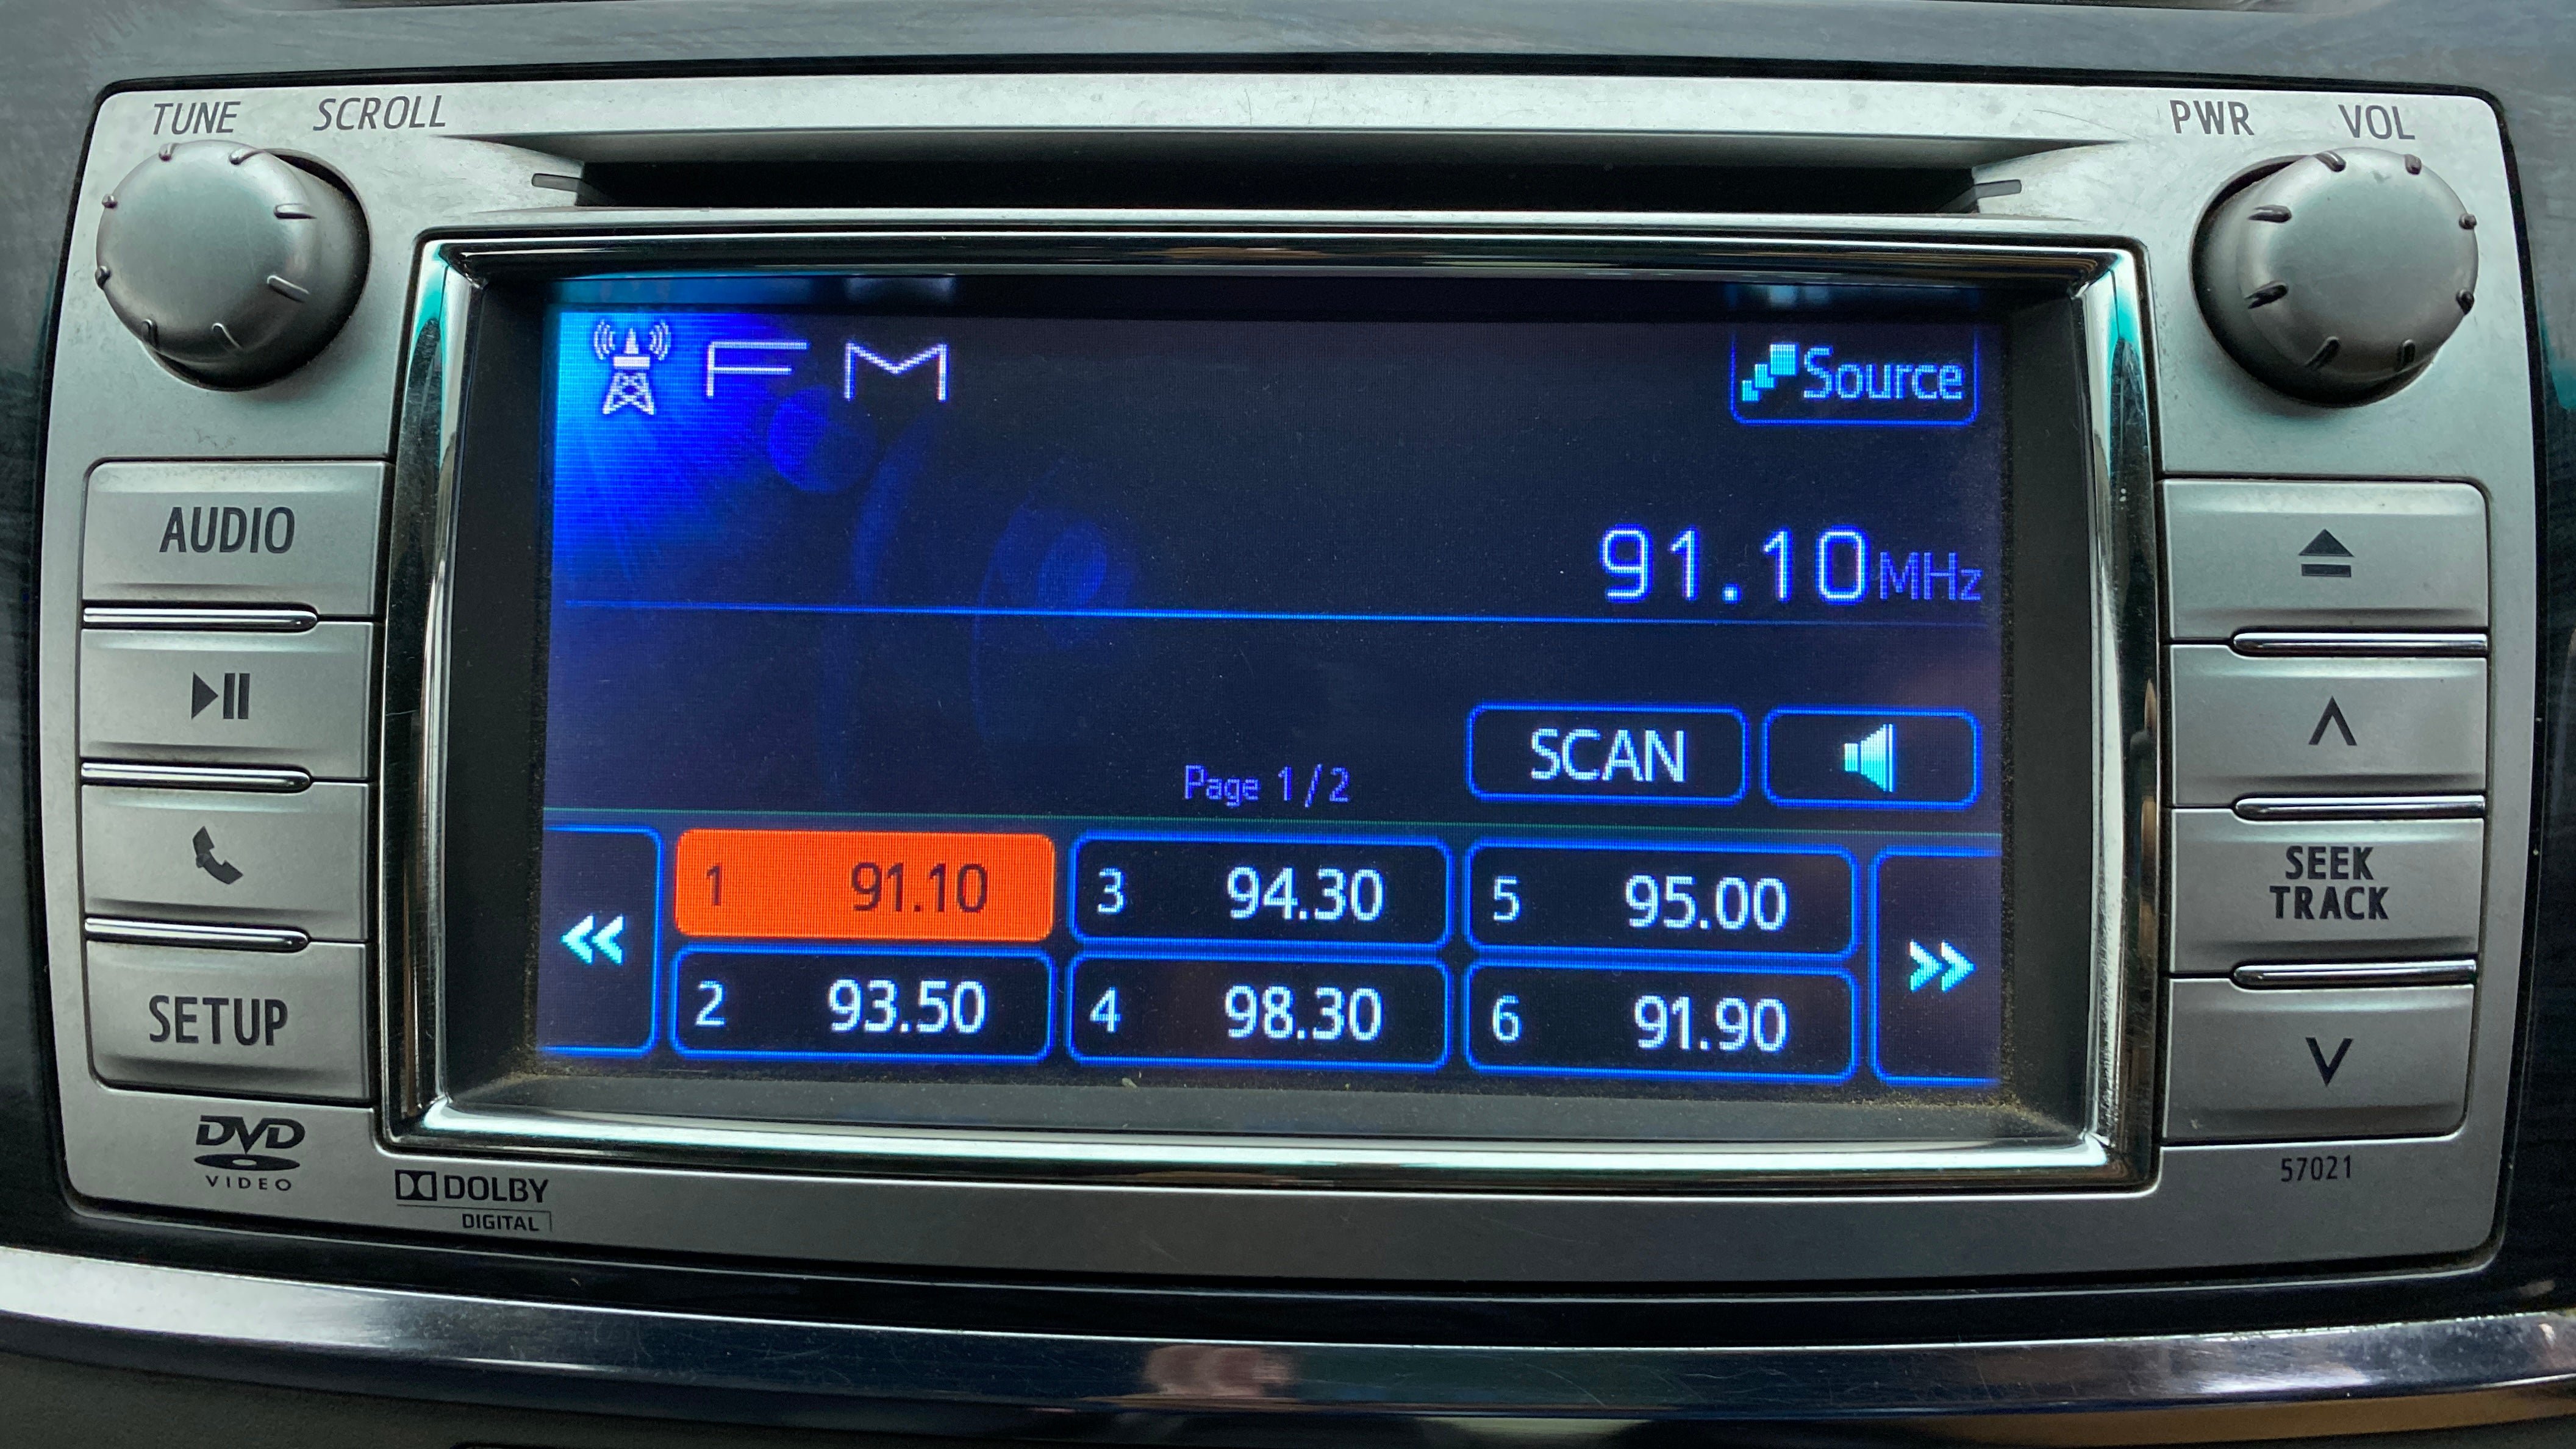 TUNE SCROLL
PWR VOL
FM
Source
AUDIO
91.10MHz
SCAN
Page 1/2
1 91.10
3 94.30
5 95.00
2 93.50
4 98.30
6 91.90
SETUP
SEEK
TRACK
DVD
VIDEO
DOLBY
DIGITAL
57021